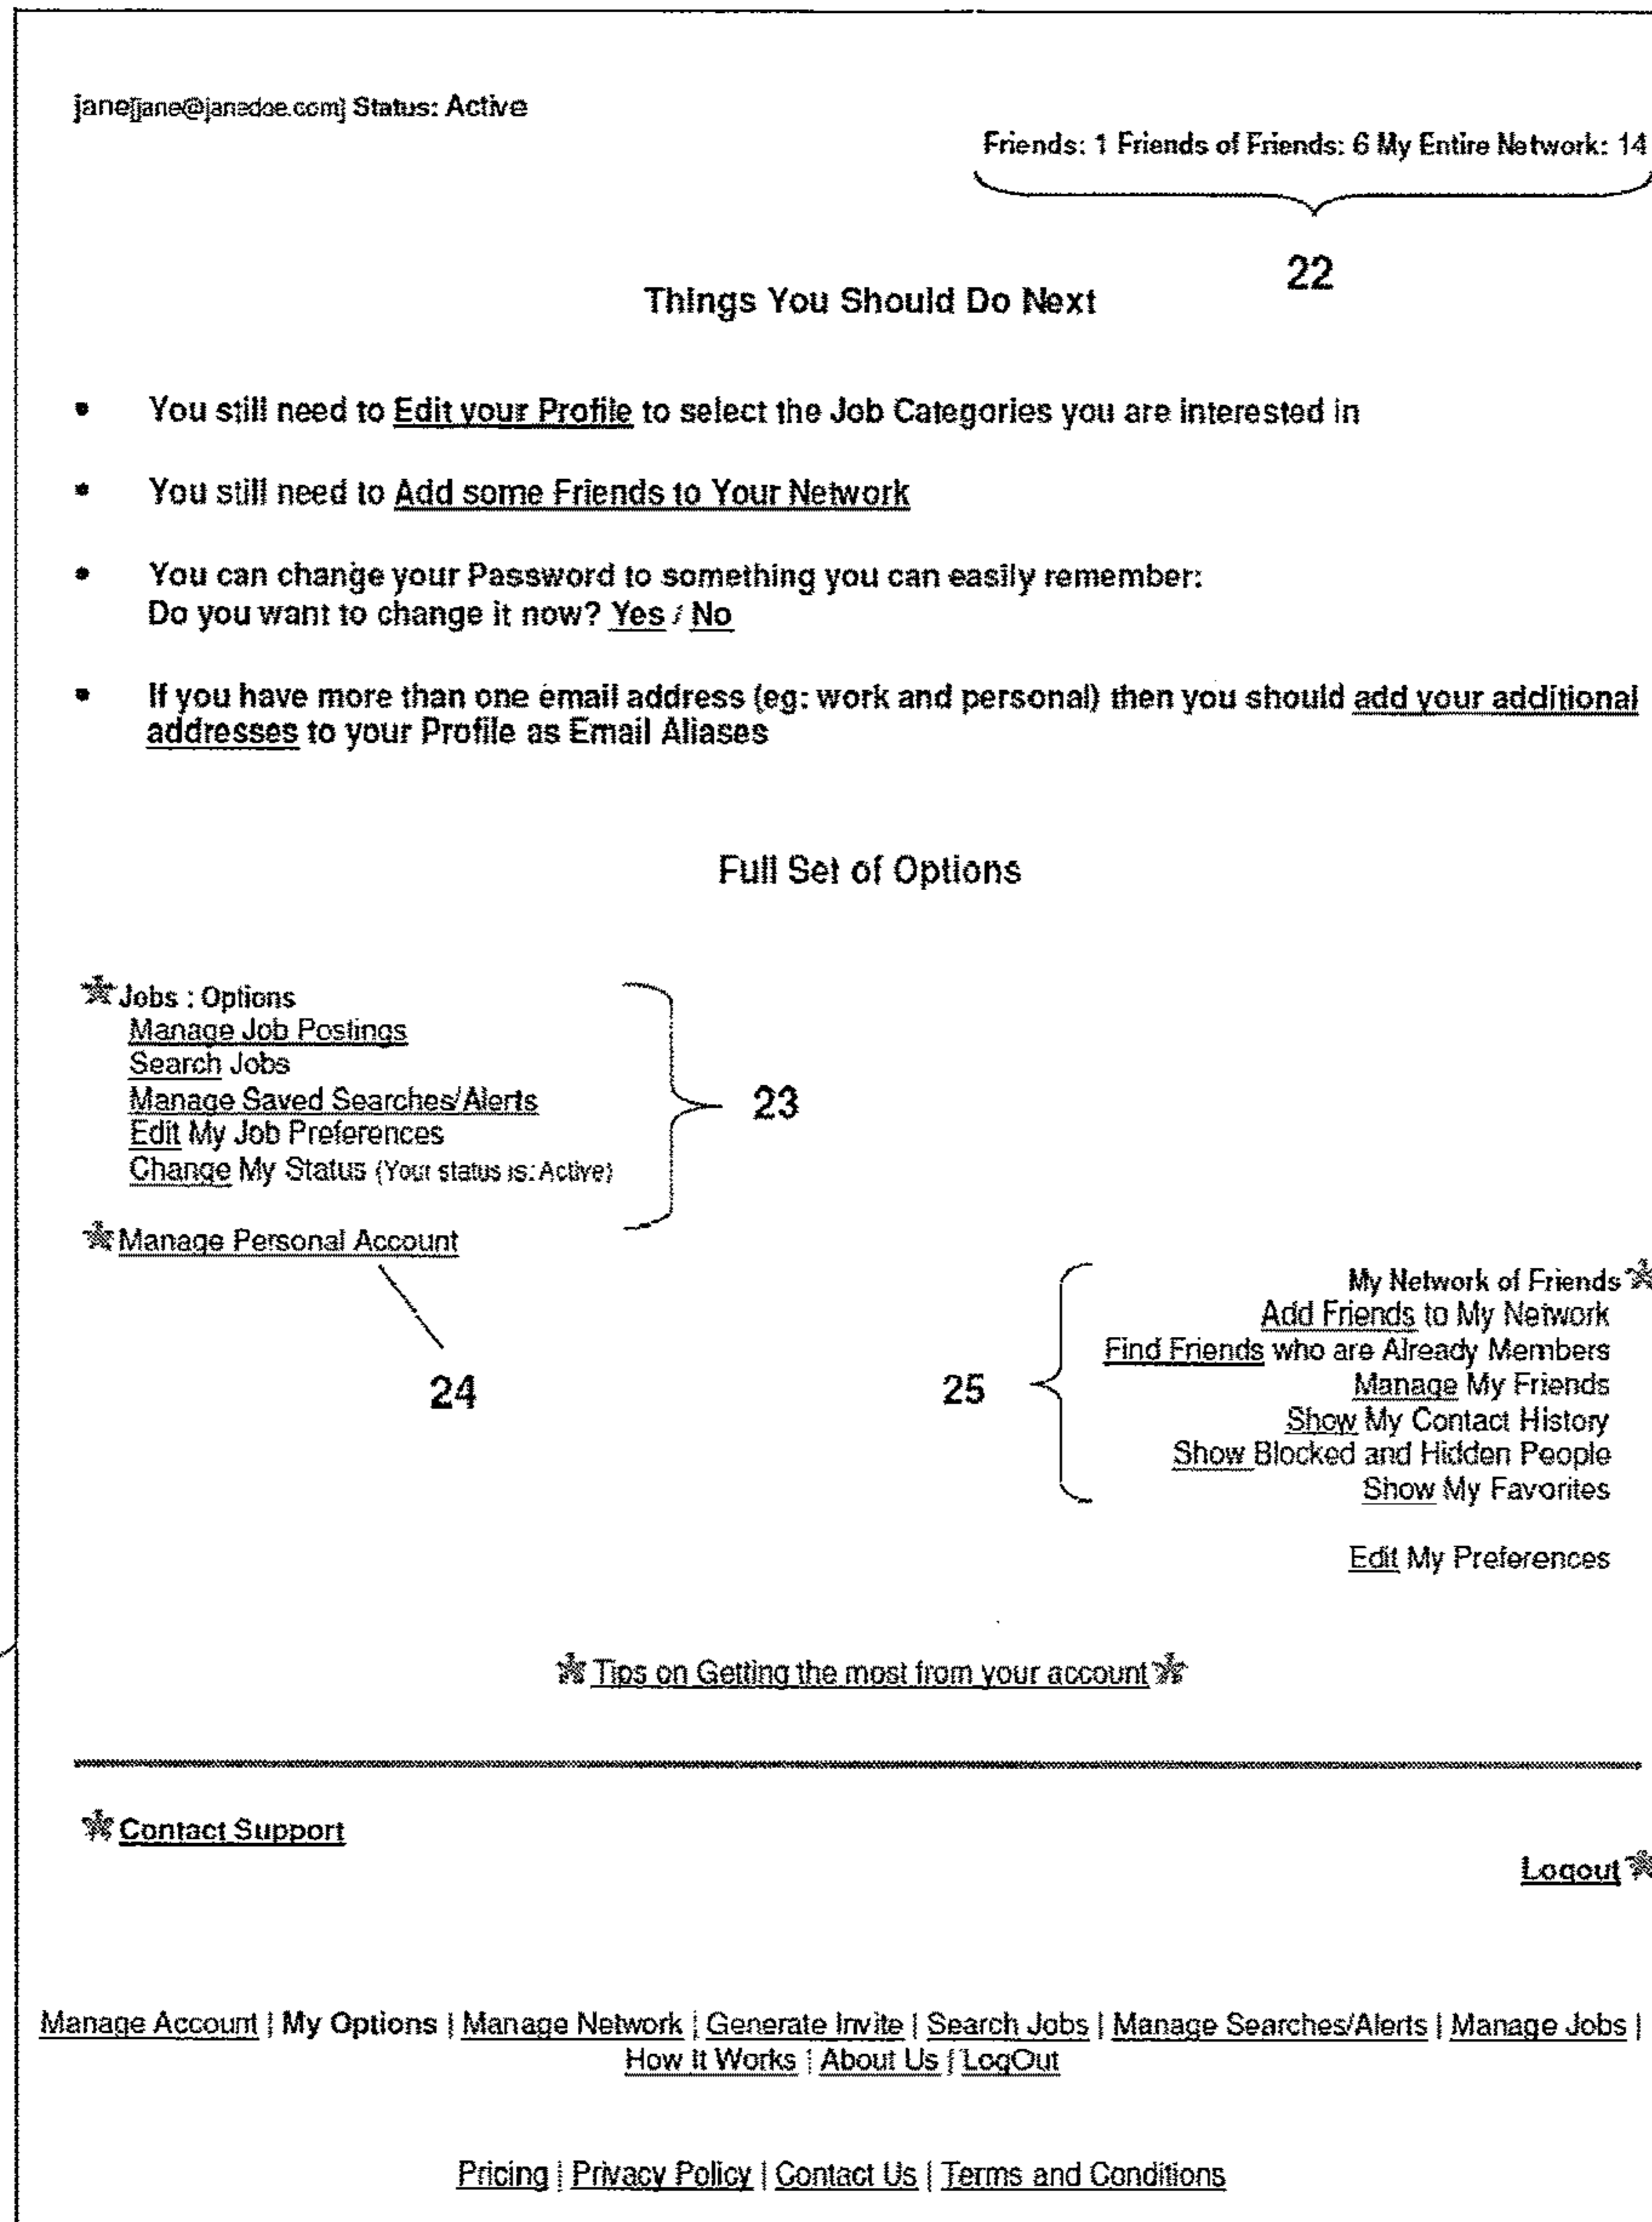 jane[jane@janedoe.com] Status: Active
Friends: 1 Friends of Friends: 6 My Entire Network: 14
22
Things You Should Do Next
• You still need to Edit your Profile to select the Job Categories you are interested in
• You still need to Add some Friends to Your Network
• You can change your Password to something you can easily remember:
Do you want to change it now? Yes / No
• If you have more than one email address (eg: work and personal) then you should add your additional
addresses to your Profile as Email Aliases
Full Set of Options
Jobs : Options
Manage Job Postings
Search Jobs
Manage Saved Searches/Alerts
23
Edit My Job Preferences
Change My Status (Your status is: Active)
Manage Personal Account
24
My Network of Friends
Add Friends to My Network
Find Friends who are Already Members
25
Manage My Friends
Show My Contact History
Show Blocked and Hidden People
Show My Favorites
Edit My Preferences
Tips on Getting the most from your account
Contact Support
Logout
Manage Account | My Options | Manage Network | Generate Invite | Search Jobs | Manage Searches/Alerts | Manage Jobs |
How It Works | About Us | LogOut
Pricing | Privacy Policy | Contact Us | Terms and Conditions